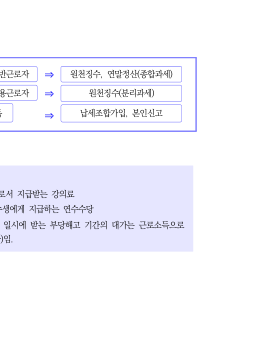 반근로자 ⇒ 원천징수, 연말정산(종합과세)
용근로자 ⇒ 원천징수(분리과세)
⇒ 납세조합가입, 본인신고
로서 지급받는 강의료
수생에게 지급하는 연수수당
일시에 받는 부당해고 기간의 대가는 근로소득으로
)임.